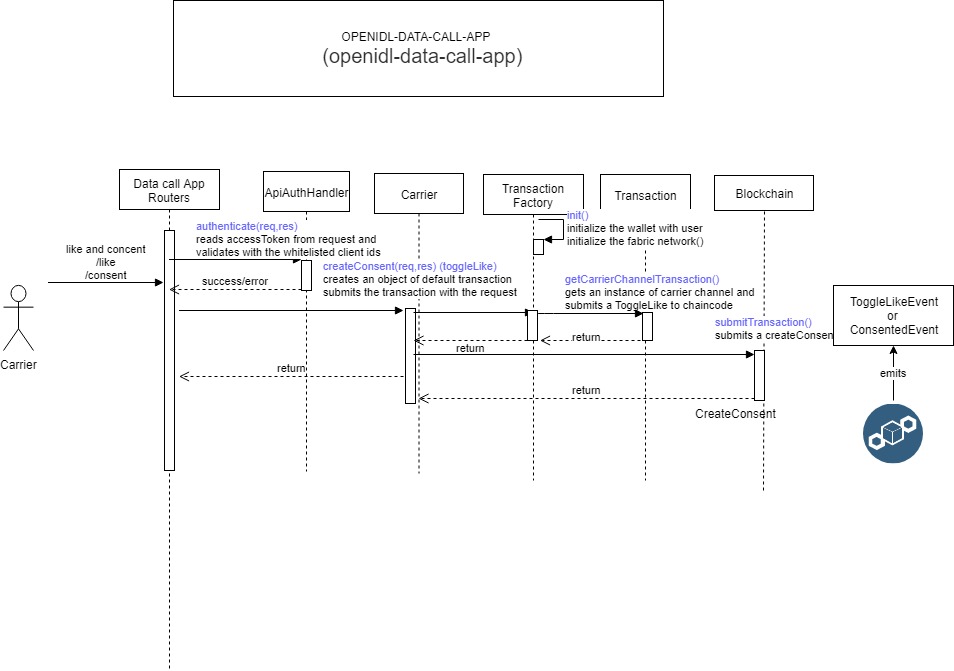 OPENIDL-DATA-CALL-APP
(openidl-data-call-app)
Data call App
Routers
ApiAuthHandler
Carrier
Transaction
Factory
Transaction
Blockchain
init()
initialize the wallet with user
initialize the fabric network()
authenticate(req,res)
reads accessToken from request and
validates with the whitelisted client ids
like and concent
/like
/consent
success/error
createConsent(req,res) (toggleLike)
creates an object of default transaction
submits the transaction with the request
getCarrierChannelTransaction()
gets an instance of carrier channel and
submits a ToggleLike to chaincode
submitTransaction()
submits a createConsen
ToggleLikeEvent
or
ConsentedEvent
return
return
return
return
emits
Carrier
CreateConsent